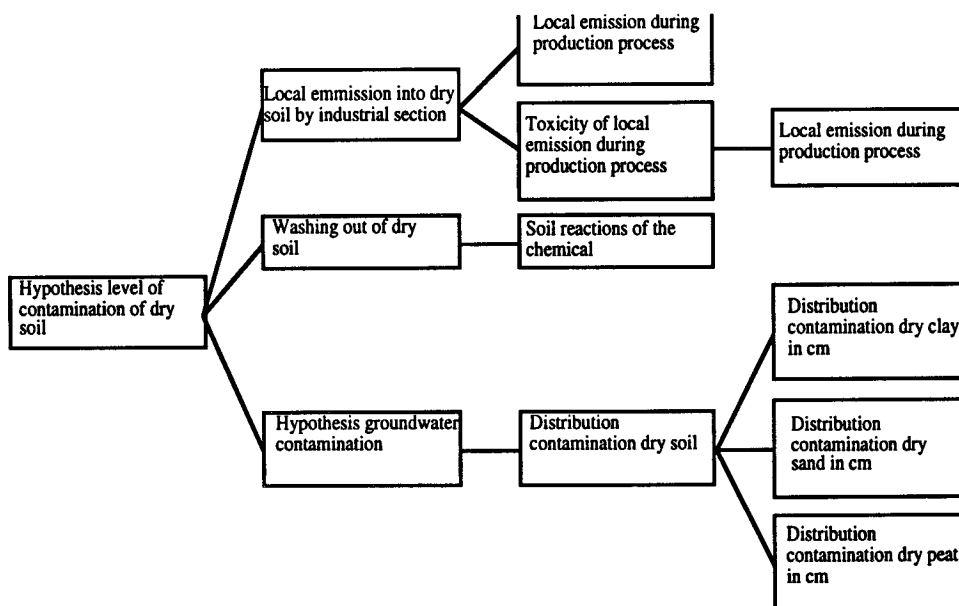 Local emission during
production process
Local emmission into dry
soil by industrial section
Toxicity of local
emission during
production process
Local emission during
production process
Washing out of dry
soil
Soil reactions of the
chemical
Hypothesis level of
contamination of dry
soil
Distribution
contamination dry clay
in cm
Hypothesis groundwater
contamination
Distribution
contamination dry soil
Distribution
contamination dry
sand in cm
Distribution
contamination dry peat
in cm